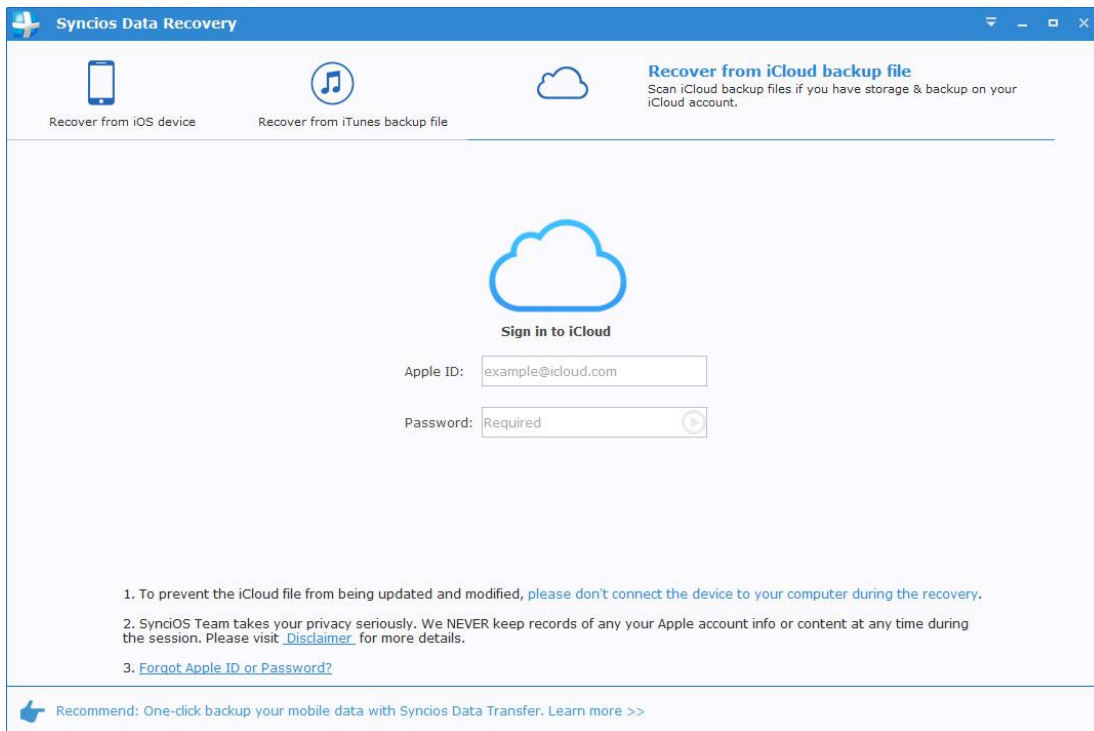 Syncios Data Recovery
Recover from iOS device
Recover from iTunes backup file
Recover from iCloud backup file
Scan iCloud backup files if you have storage & backup on your
iCloud account.
Sign in to iCloud
Apple ID:
example@icloud.com
Password:
Required
1. To prevent the iCloud file from being updated and modified, please don't connect the device to your computer during the recovery.
2. SynciOS Team takes your privacy seriously. We NEVER keep records of any your Apple account info or content at any time during
the session. Please visit Disclaimer for more details.
3. Forgot Apple ID or Password?
Recommend: One-click backup your mobile data with Syncios Data Transfer. Learn more >>